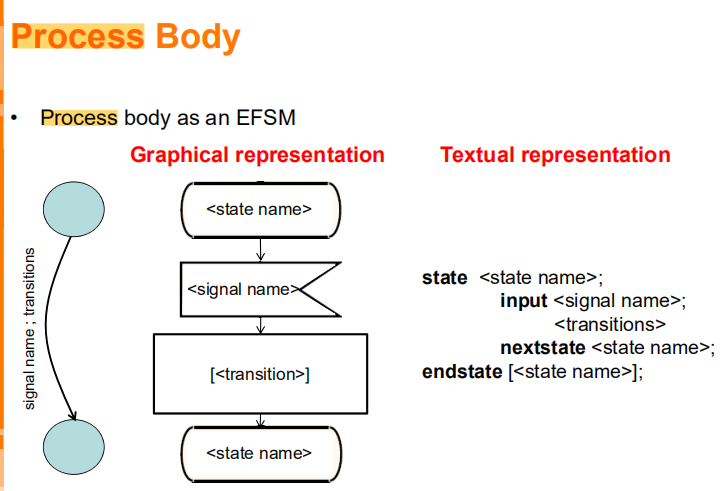 Process Body
• Process body as an EFSM
Graphical representation
Textual representation
signal name ; transitions
<state name>
<signal name>
[<transition>]
<state name>
state <state name>;
input <signal name>;
<transitions>
nextstate <state name>;
endstate [<state name>];